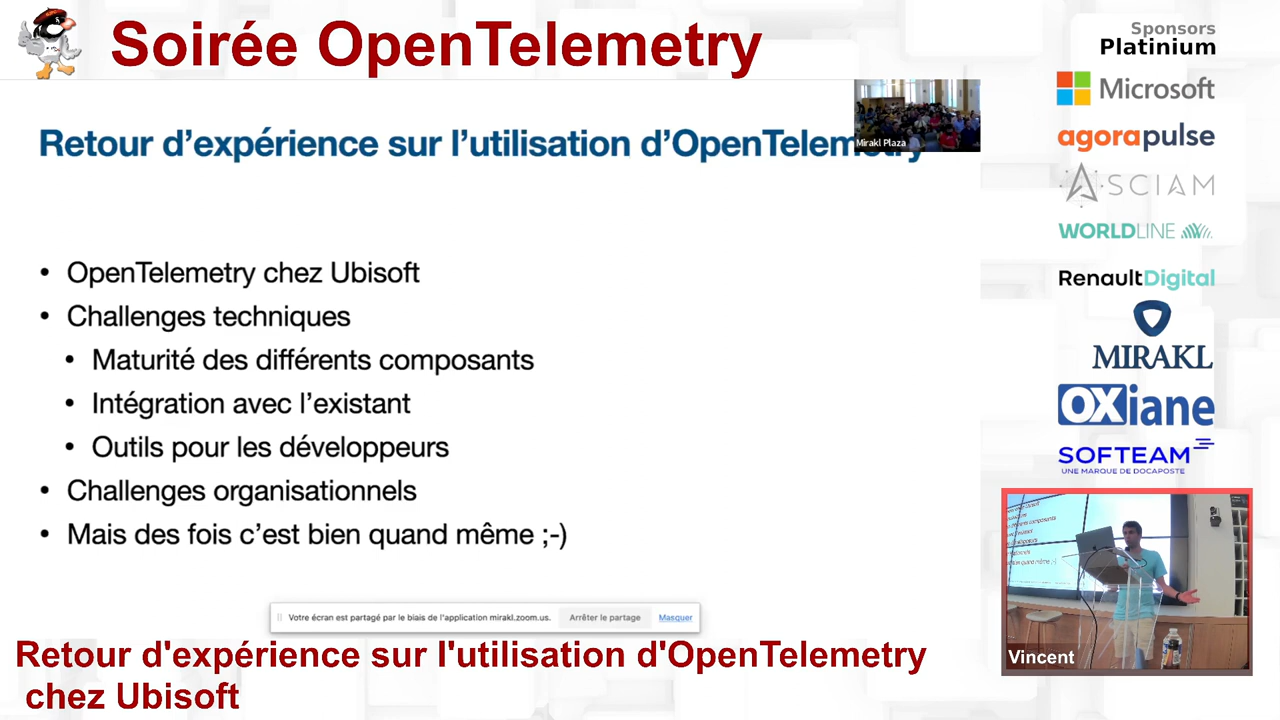 Soirée OpenTelemetry
Sponsors
Platinium
Microsoft
agorapulse
ASCIAM
WORLDLINE
RenaultDigital
MIRAKL
OXiane
SOFTEAM
UNE MARQUE DE DOCAPOSTE
Mirakl Plaza
Retour d’expérience sur l’utilisation d’OpenTelemetry
• OpenTelemetry chez Ubisoft
• Challenges techniques
• Maturité des différents composants
• Intégration avec l’existant
• Outils pour les développeurs
• Challenges organisationnels
• Mais des fois c’est bien quand même ;-)
Votre écran est partagé par le biais de l'application mirakl.zoom.us. Arrêter le partage Masquer
Vincent
Retour d'expérience sur l'utilisation d'OpenTelemetry
chez Ubisoft